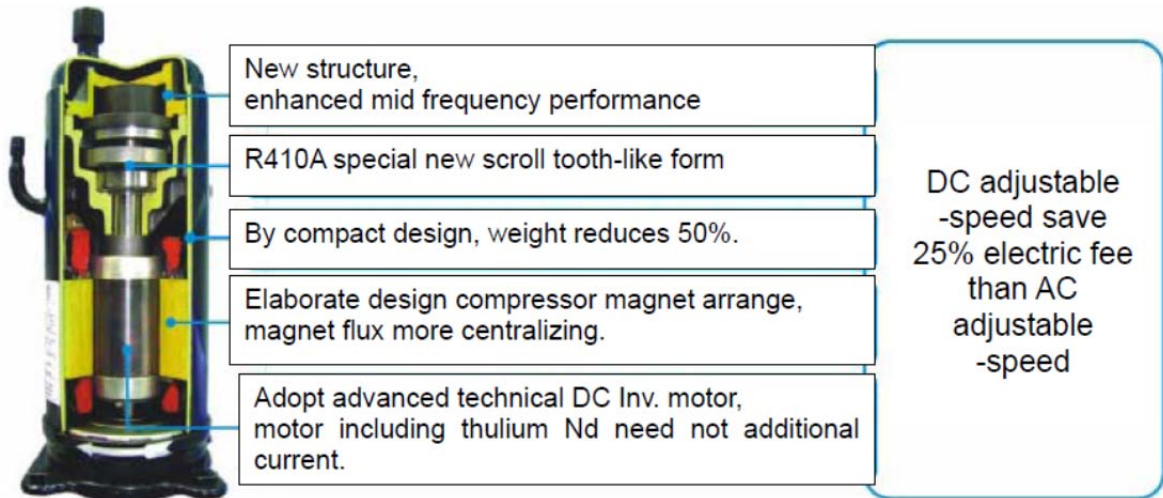 New structure,
enhanced mid frequency performance
R410A special new scroll tooth-like form
By compact design, weight reduces 50%.
Elaborate design compressor magnet arrange,
magnet flux more centralizing.
Adopt advanced technical DC Inv. motor,
motor including thulium Nd need not additional
current.
DC adjustable
-speed save
25% electric fee
than AC
adjustable
-speed